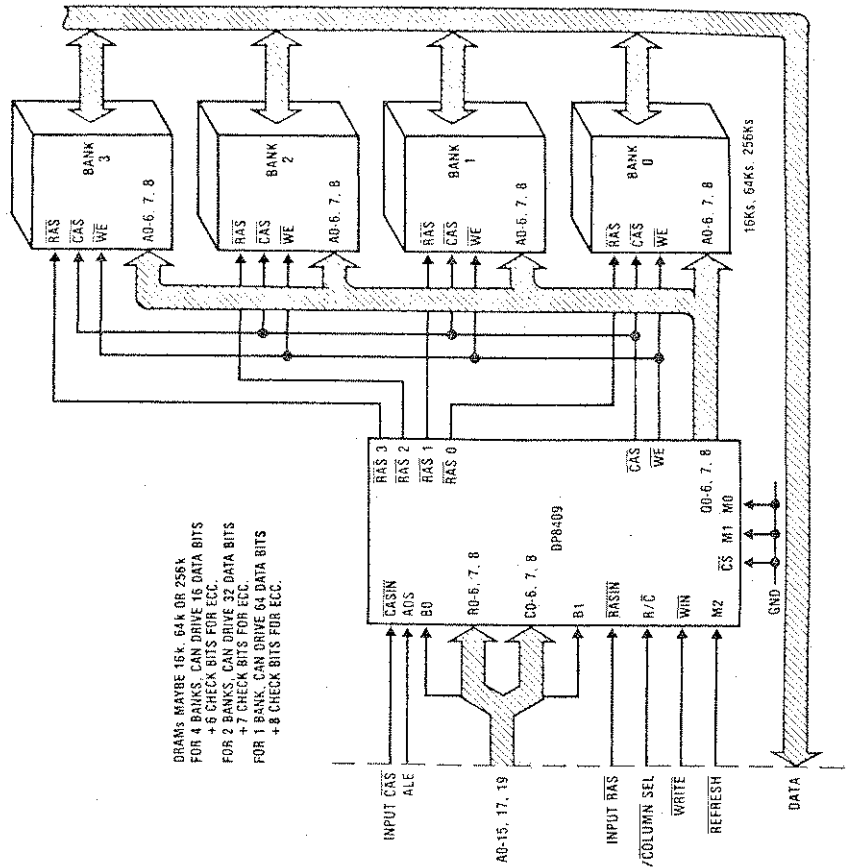 DRAMs MAYBE 16k, 64k OR 256k
FOR 4 BANKS, CAN DRIVE 16 DATA BITS
+ 6 CHECK BITS FOR ECC.
FOR 2 BANKS, CAN DRIVE 32 DATA BITS
+ 7 CHECK BITS FOR ECC.
FOR 1 BANK, CAN DRIVE 64 DATA BITS
+ 8 CHECK BITS FOR ECC.
INPUT CAS
ALE
A0-15, 17, 19
INPUT RAS
/COLUMN SEL
WRITE
REFRESH
DATA
CASIN
ADS
B0
R0-6, 7, 8
C0-6, 7, 8
B1
RASIN
R/C
WIN
M2
DP8409
RAS 3
RAS 2
RAS 1
RAS 0
CAS
WE
Q0-6, 7, 8
CS
M1
M0
GND
RAS
CAS
WE
BANK
3
A0-6, 7, 8
RAS
CAS
WE
BANK
2
A0-6, 7, 8
RAS
CAS
WE
BANK
1
A0-6, 7, 8
RAS
CAS
WE
BANK
0
A0-6, 7, 8
16Ks, 64Ks, 256Ks